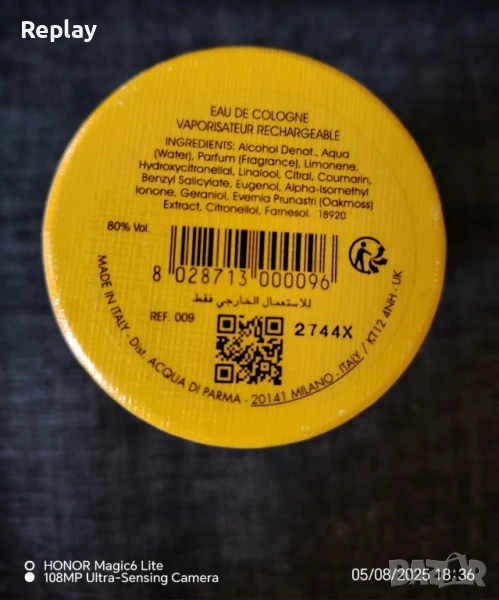 Replay
EAU DE COLOGNE
VAPORISATEUR RECHARGEABLE
INGREDIENTS: Alcohol Denat., Aqua
(Water), Parfum (Fragrance), Limonene,
Hydroxycitronellal, Linalool, Citral, Coumarin,
Benzyl Salicylate, Eugenol, Alpha-Isomethyl
Ionone, Geraniol, Evernia Prunastri (Oakmoss)
Extract, Citronellol, Farnesol. 18920
80% Vol.
8 028713 000096
للاستعمال الخارجي فقط
REF. 009
2744X
MADE IN ITALY - Dist. ACQUA DI PARMA - 20141 MILANO - ITALY / KT12 4NH - UK
HONOR Magic6 Lite
108MP Ultra-Sensing Camera
05/08/2025 18:36
BAZAR